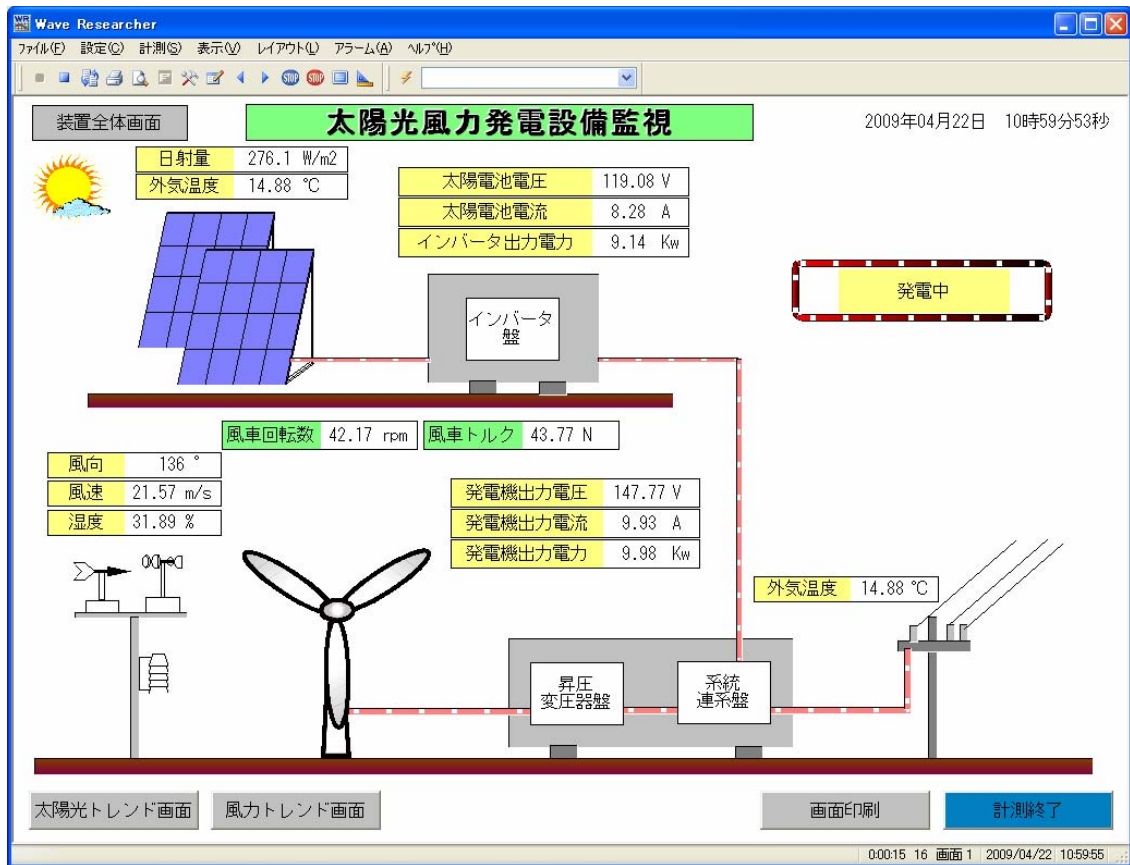 Wave Researcher
ファイル(F) 設定(C) 計測(S) 表示(V) レイアウト(L) アラーム(A) ヘルプ(H)
STOP STOP
装置全体画面
太陽光風力発電設備監視
2009年04月22日 10時59分53秒
日射量 276.1 W/m2
外気温度 14.88 ℃
太陽電池電圧 119.08 V
太陽電池電流 8.28 A
インバータ出力電力 9.14 Kw
発電中
インバータ
盤
風車回転数 42.17 rpm 風車トルク 43.77 N
風向 136 °
風速 21.57 m/s
湿度 31.89 %
発電機出力電圧 147.77 V
発電機出力電流 9.93 A
発電機出力電力 9.98 Kw
外気温度 14.88 ℃
昇圧
変圧器盤
系統
連系盤
太陽光トレンド画面 風力トレンド画面 画面印刷 計測終了
0:00:15 16 画面 1 2009/04/22 10:59:55